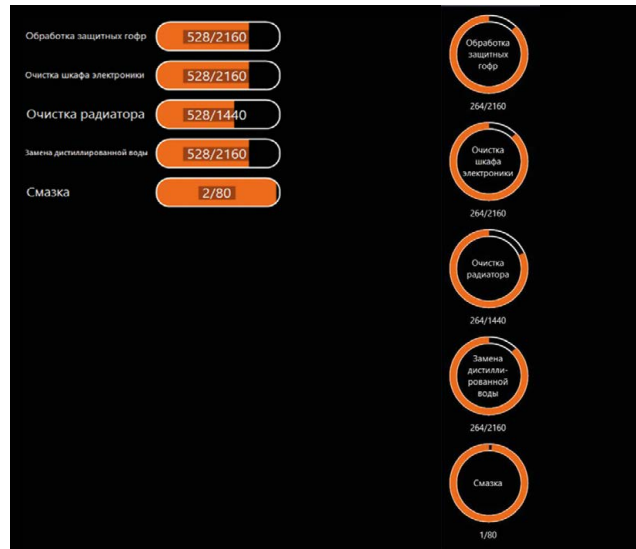 Обработка защитных гофр 528/2160
Очистка шкафа электроники 528/2160
Очистка радиатора 528/1440
Замена дистиллированной воды 528/2160
Смазка 2/80
Обработка
защитных
гофр
264/2160
Очистка
шкафа
электроники
264/2160
Очистка
радиатора
264/1440
Замена
дистилли-
рованной
воды
264/2160
Смазка
1/80